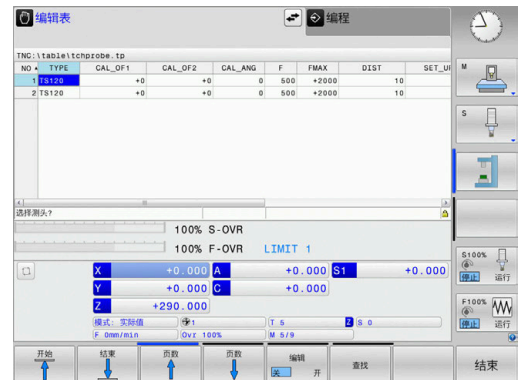 编辑表 编程
TNC:\table\tchprobe.tp
NO TYPE CAL_OF1 CAL_OF2 CAL_ANG F FMAX DIST
1 TS120 +0 +0 0 500 +2000 10
2 TS120 +0 +0 0 500 +2000 10
选择测头?
M
S
100% S-OVR
100% F-OVR LIMIT 1
S100%
停止 运行
X +0.000 A +0.000 S1 +0.000
Y +0.000 C +0.000
Z +290.000
模式: 实际值 1 T 5 Z S 0
F 0mm/min Ovr 100% M 5/9
F100%
停止 运行
开始 结束 页数 页数 编辑 查找 结束
关 开